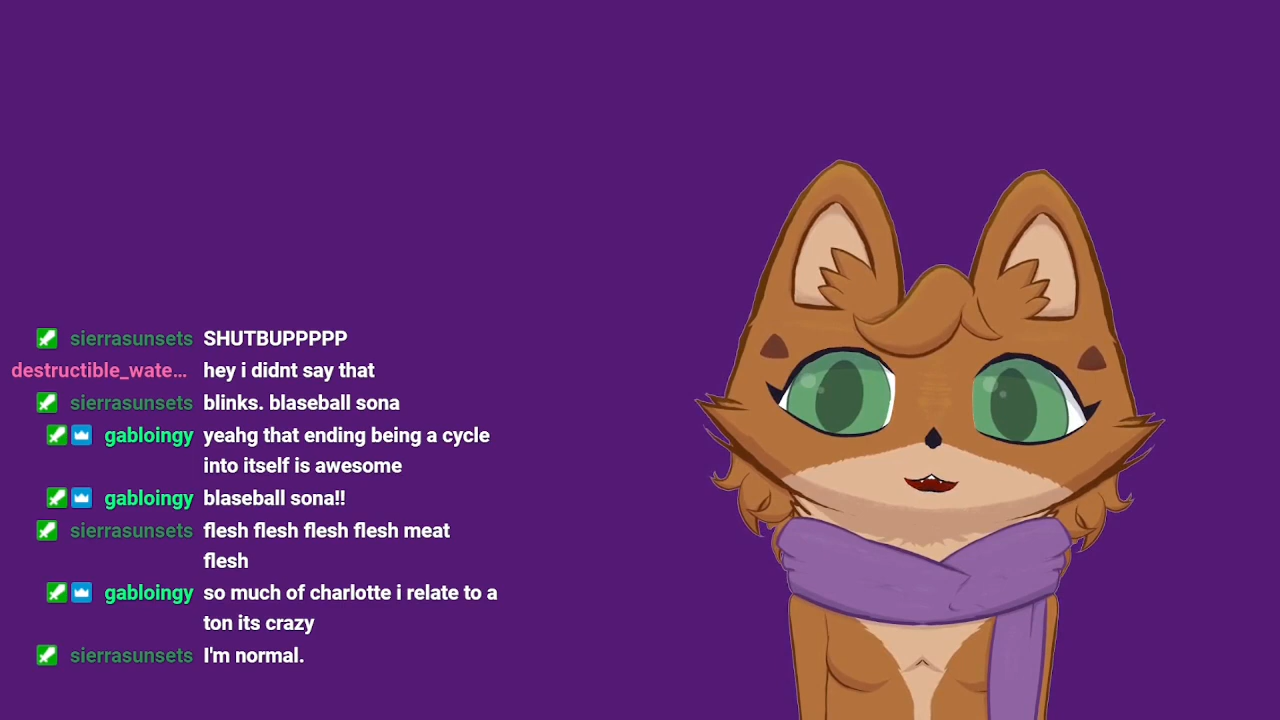 sierrasunsets SHUTBUPPPPP
destructible_wate... hey i didnt say that
sierrasunsets blinks. blaseball sona
gabloingy yeahg that ending being a cycle
into itself is awesome
gabloingy blaseball sona!!
sierrasunsets flesh flesh flesh flesh meat
flesh
gabloingy so much of charlotte i relate to a
ton its crazy
sierrasunsets I'm normal.